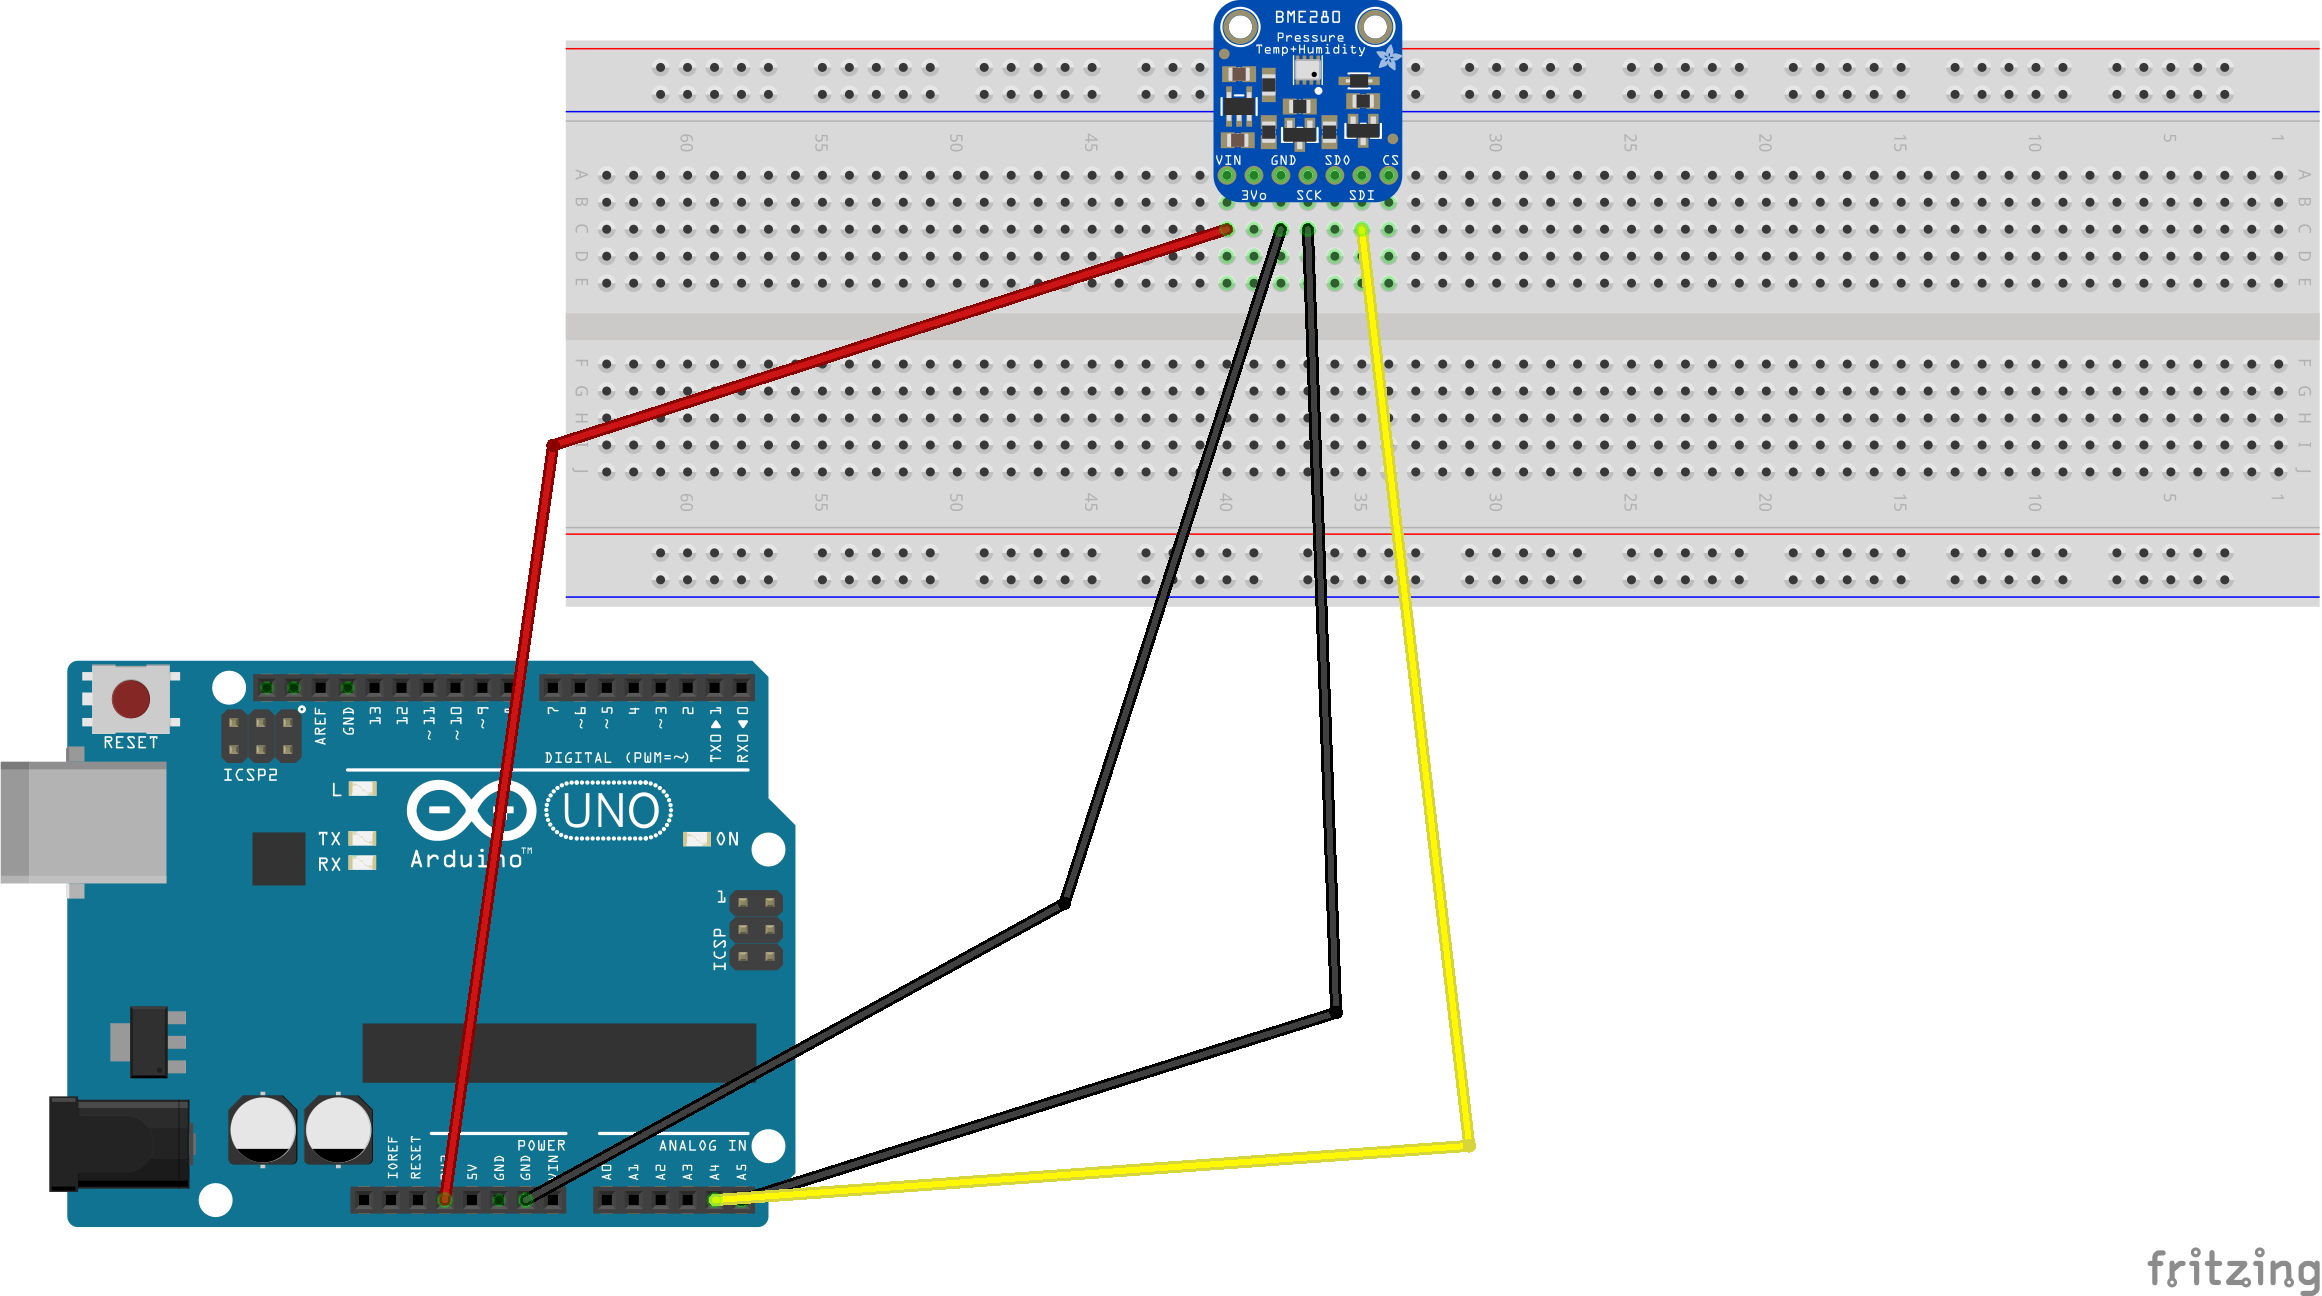 BME280
Pressure
Temp+Humidity
VIN GND SDO CS
3Vo SCK SDI
60 55 50 45 30 25 20 15 10 5 1
A A
B B
C C
D D
E E
F F
G G
H H
I
J J
60 55 50 45 40 35 30 25 20 15 10 5 1
RESET
ICSP2
AREF GND 13 12 ~11 ~10 ~9 7 ~6 ~5 4 ~3 2 TX0▶1 RX0◀0
DIGITAL (PWM=~)
L
TX
RX
UNO
Arduino™
ON
1
ICSP
POWER
ANALOG IN
IOREF RESET 5V GND GND VIN A0 A1 A2 A3 A4 A5
fritzing